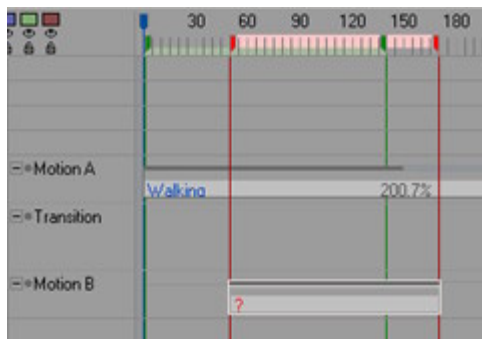 30 60 90 120 150 180
Motion A
Walking 200.7%
Transition
Motion B
?